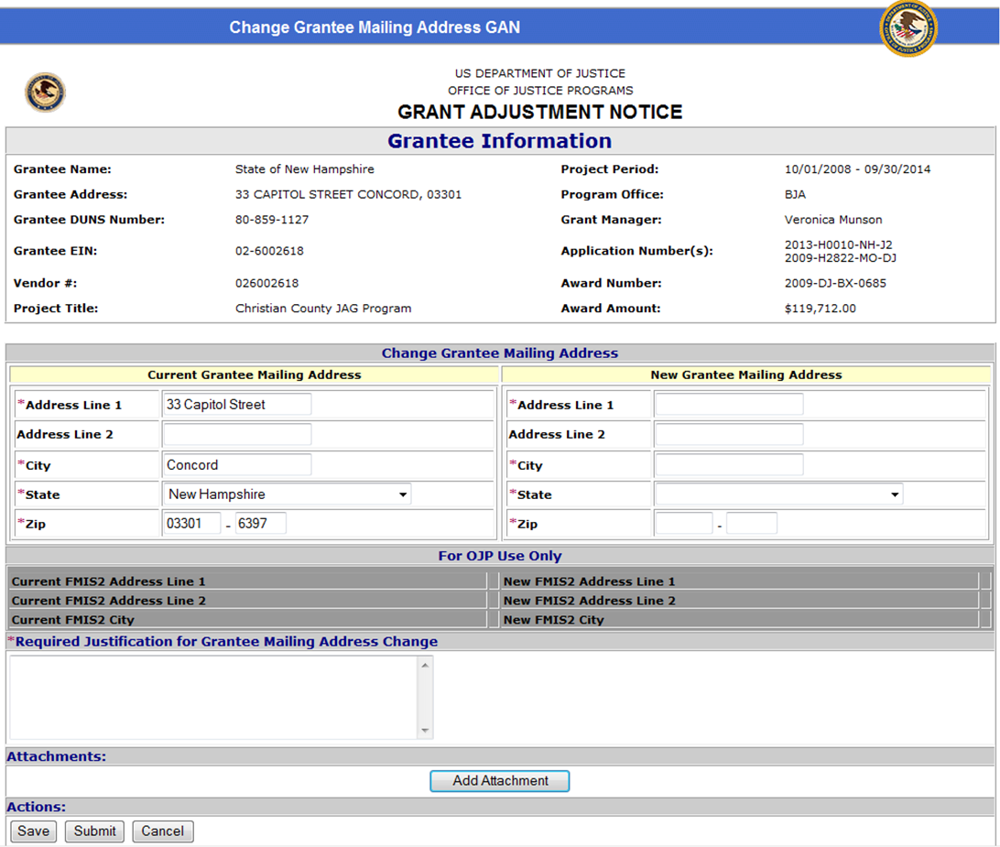 Change Grantee Mailing Address GAN
US DEPARTMENT OF JUSTICE
OFFICE OF JUSTICE PROGRAMS
GRANT ADJUSTMENT NOTICE
Grantee Information
Grantee Name: State of New Hampshire Project Period: 10/01/2008 - 09/30/2014
Grantee Address: 33 CAPITOL STREET CONCORD, 03301 Program Office: BJA
Grantee DUNS Number: 80-859-1127 Grant Manager: Veronica Munson
Grantee EIN: 02-6002618 Application Number(s): 2013-H0010-NH-J2
2009-H2822-MO-DJ
Vendor #: 026002618 Award Number: 2009-DJ-BX-0685
Project Title: Christian County JAG Program Award Amount: $119,712.00
Change Grantee Mailing Address
Current Grantee Mailing Address New Grantee Mailing Address
*Address Line 1 33 Capitol Street *Address Line 1
Address Line 2 Address Line 2
*City Concord *City
*State New Hampshire *State
*Zip 03301 - 6397 *Zip -
For OJP Use Only
Current FMIS2 Address Line 1 New FMIS2 Address Line 1
Current FMIS2 Address Line 2 New FMIS2 Address Line 2
Current FMIS2 City New FMIS2 City
*Required Justification for Grantee Mailing Address Change
Attachments:
Add Attachment
Actions:
Save Submit Cancel